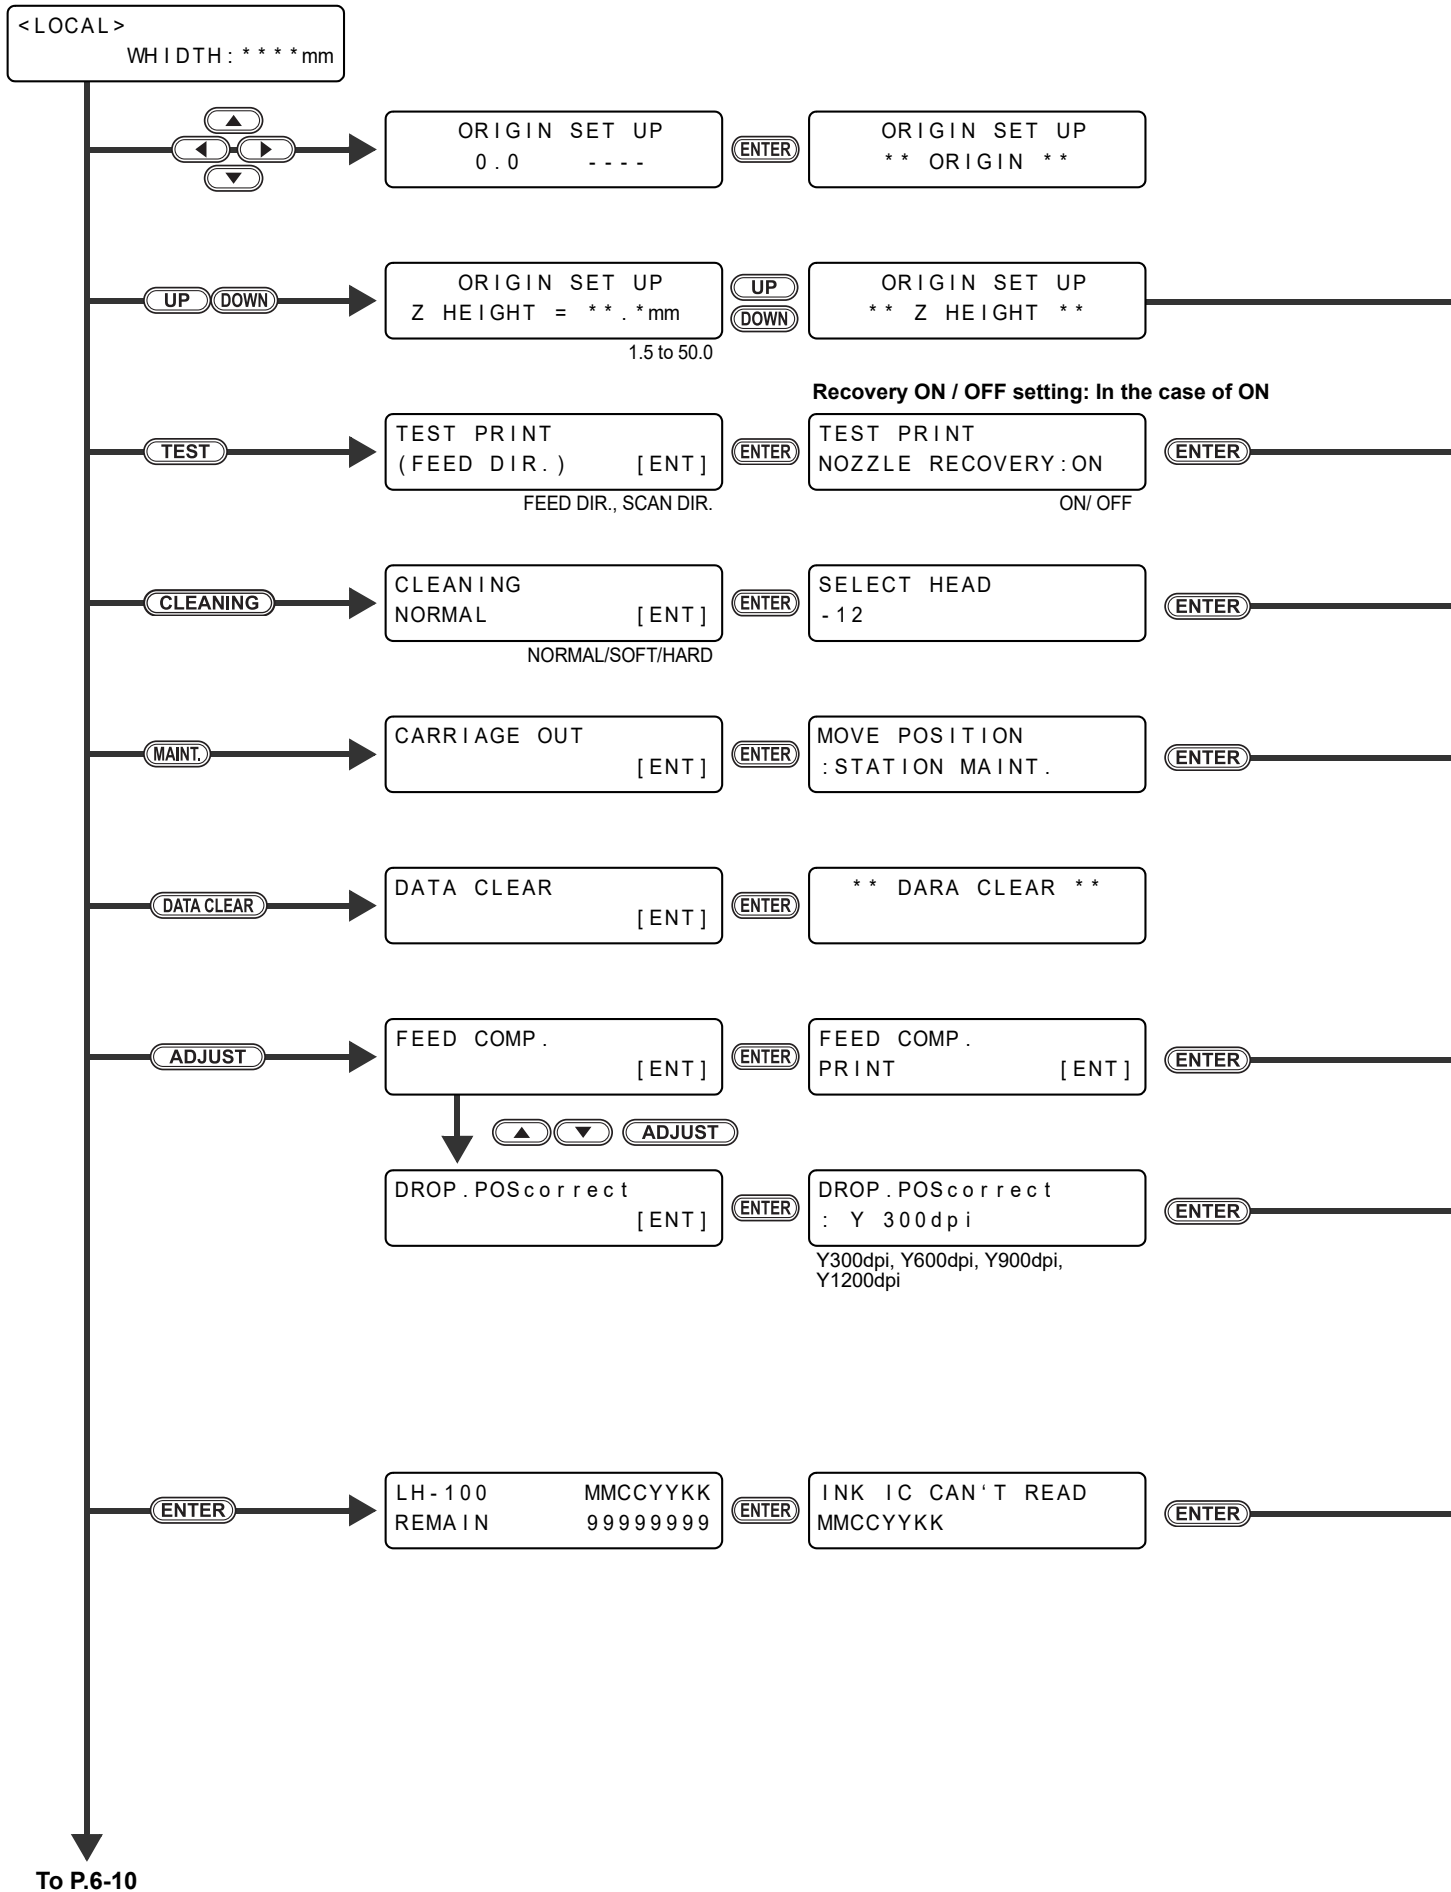 <LOCAL>
WHIDTH:****mm
ORIGIN SET UP
0.0 ----
ENTER
ORIGIN SET UP
** ORIGIN **
UP DOWN
ORIGIN SET UP
Z HEIGHT = **.*mm
1.5 to 50.0
UP
DOWN
ORIGIN SET UP
** Z HEIGHT **
Recovery ON / OFF setting: In the case of ON
TEST
TEST PRINT
(FEED DIR.) [ENT]
FEED DIR., SCAN DIR.
ENTER
TEST PRINT
NOZZLE RECOVERY:ON
ON/ OFF
ENTER
CLEANING
CLEANING
NORMAL [ENT]
NORMAL/SOFT/HARD
ENTER
SELECT HEAD
-12
ENTER
MAINT.
CARRIAGE OUT
[ENT]
ENTER
MOVE POSITION
:STATION MAINT.
ENTER
DATA CLEAR
DATA CLEAR
[ENT]
ENTER
** DARA CLEAR **
ADJUST
FEED COMP.
[ENT]
ENTER
FEED COMP.
PRINT [ENT]
ENTER
ADJUST
DROP.POScorrect
[ENT]
ENTER
DROP.POScorrect
: Y 300dpi
Y300dpi, Y600dpi, Y900dpi,
Y1200dpi
ENTER
ENTER
LH-100 MMCCYYKK
REMAIN 99999999
ENTER
INK IC CAN‘T READ
MMCCYYKK
ENTER
To P.6-10